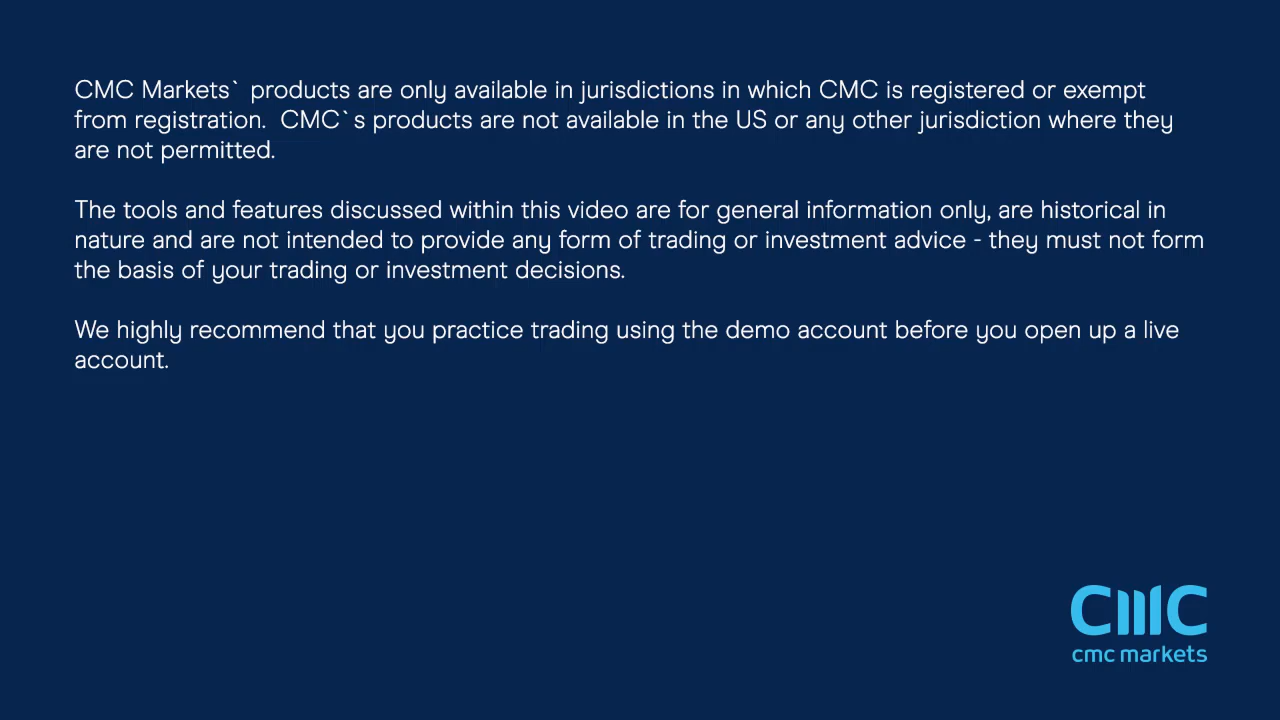 CMC Markets` products are only available in jurisdictions in which CMC is registered or exempt
from registration.  CMC`s products are not available in the US or any other jurisdiction where they
are not permitted.
The tools and features discussed within this video are for general information only, are historical in
nature and are not intended to provide any form of trading or investment advice - they must not form
the basis of your trading or investment decisions.
We highly recommend that you practice trading using the demo account before you open up a live
account.
CMC
cmc markets